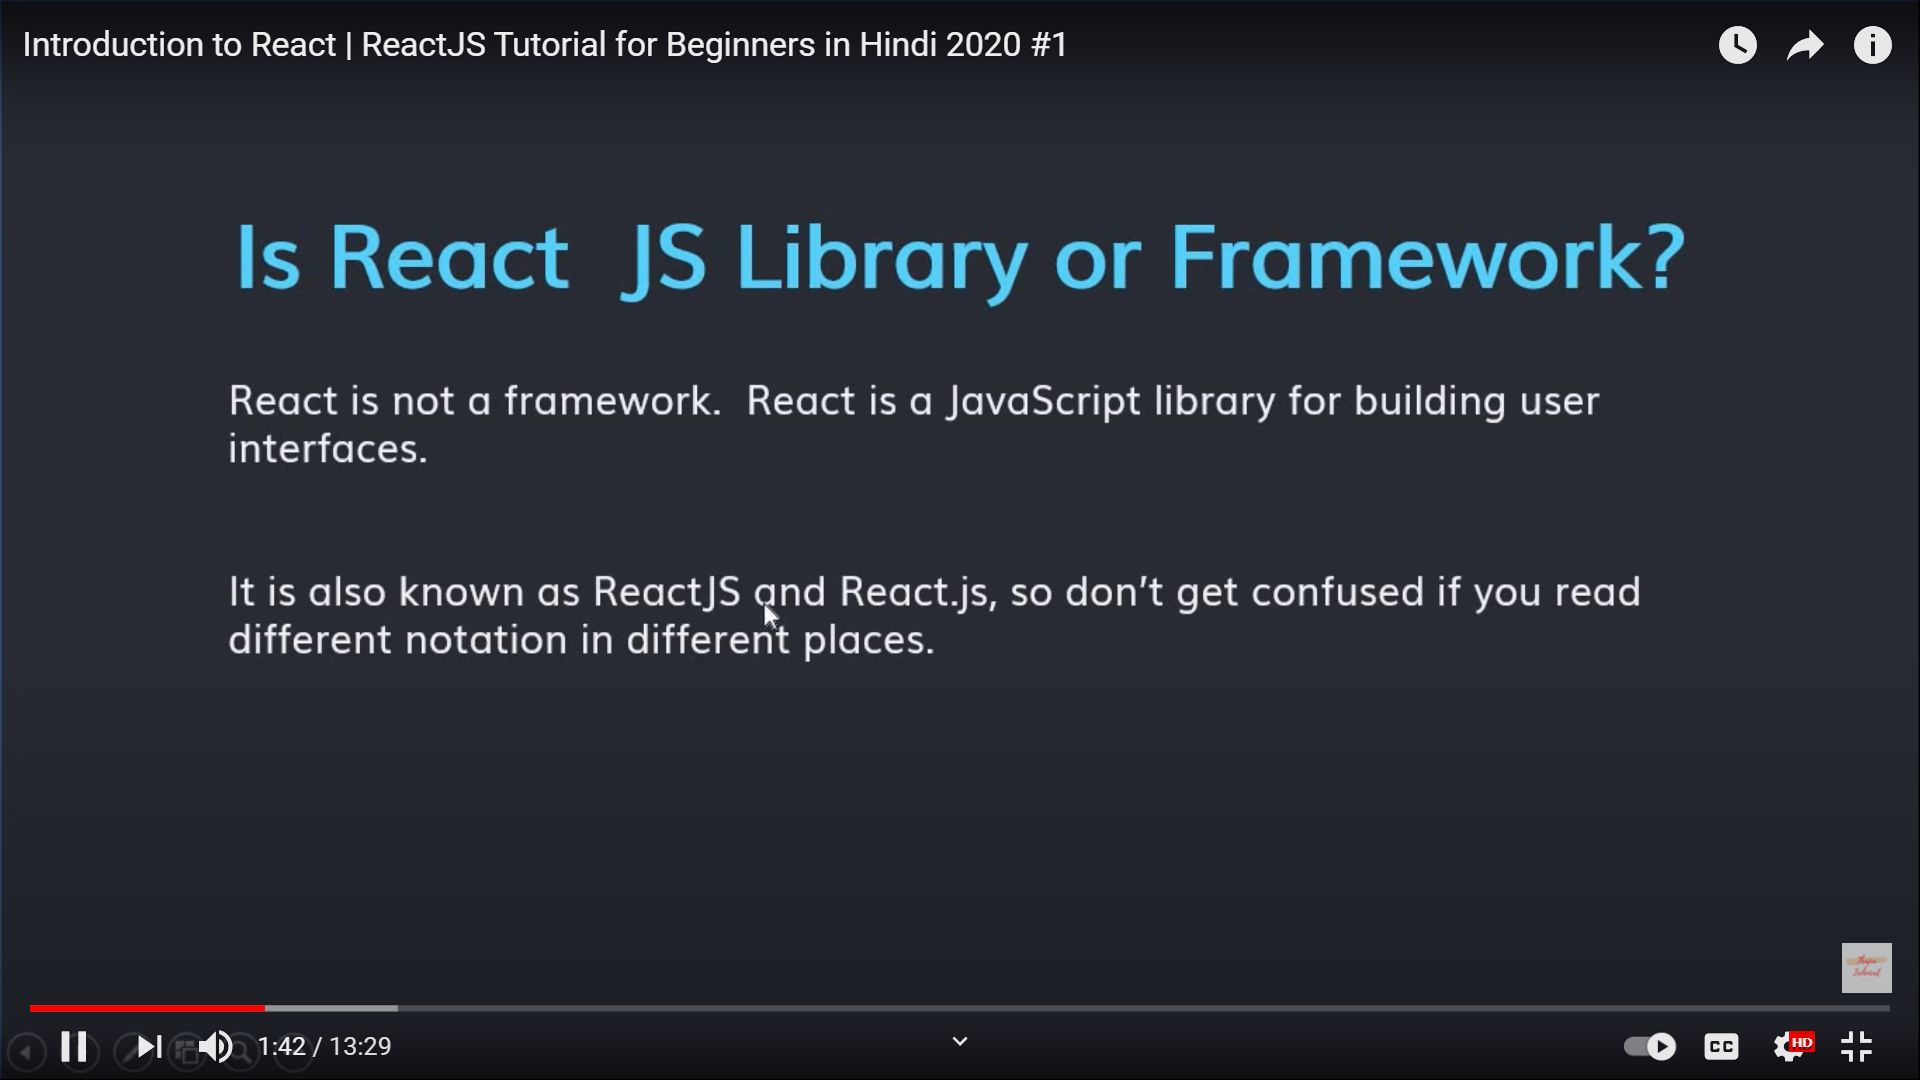 Introduction to React | ReactJS Tutorial for Beginners in Hindi 2020 #1
Is React  JS Library or Framework?
React is not a framework.  React is a JavaScript library for building user
interfaces.
It is also known as ReactJS and React.js, so don’t get confused if you read
different notation in different places.
Technical
1:42 / 13:29
CC
HD